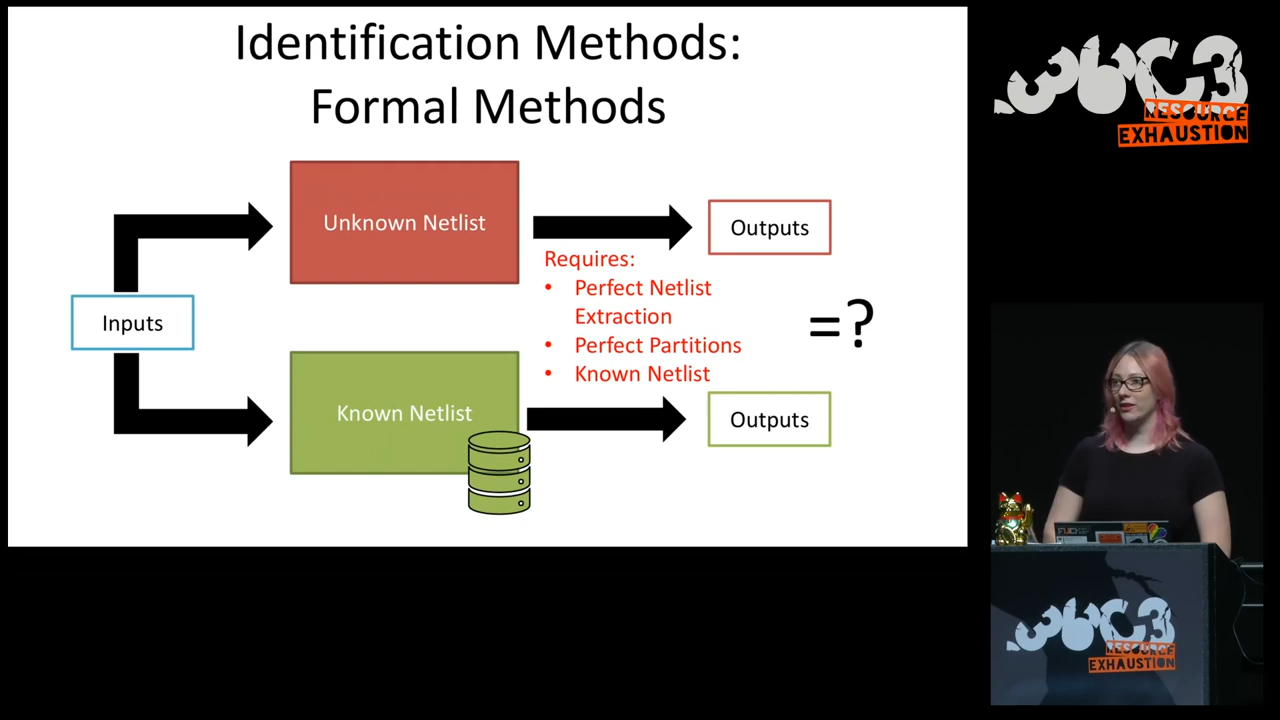 Identification Methods:
Formal Methods
Unknown Netlist
Outputs
Requires:
• Perfect Netlist
Extraction
• Perfect Partitions
• Known Netlist
=?
Inputs
Known Netlist
Outputs
36C3
RESOURCE
EXHAUSTION
36C3
RESOURCE
EXHAUSTION